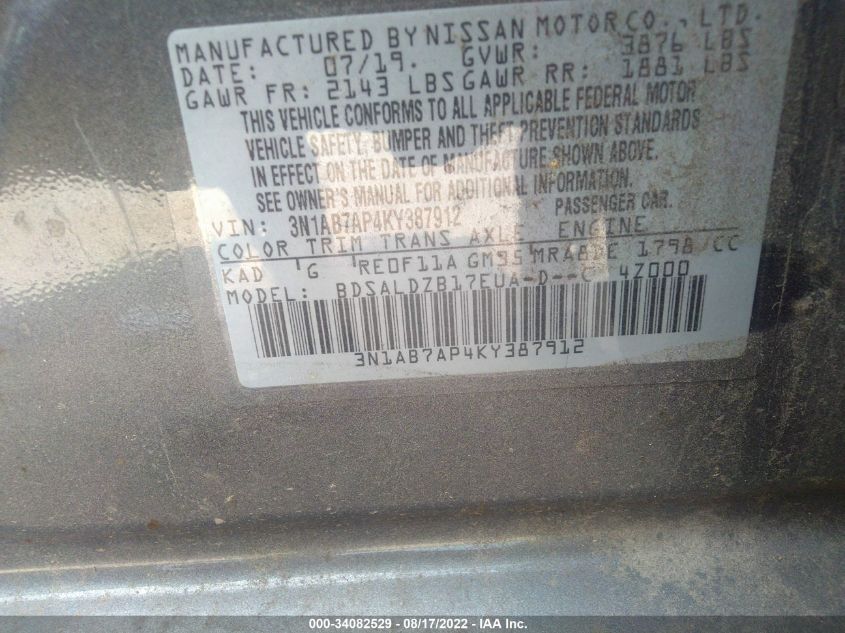 MANUFACTURED BY NISSAN MOTOR CO., LTD.
DATE: 07/19. GVWR: 3876 LBS
GAWR FR: 2143 LBS GAWR RR: 1881 LBS
THIS VEHICLE CONFORMS TO ALL APPLICABLE FEDERAL MOTOR
VEHICLE SAFETY, BUMPER AND THEFT PREVENTION STANDARDS
IN EFFECT ON THE DATE OF MANUFACTURE SHOWN ABOVE.
SEE OWNER'S MANUAL FOR ADDITIONAL INFORMATION.
VIN: 3N1AB7AP4KY387912 PASSENGER CAR.
COLOR TRIM TRANS AXLE ENGINE
KAD G RE0F11A GM95 MRA8DE 1798/CC
MODEL: BDSALDZB17EUA-D--C 4Z000
3N1AB7AP4KY387912
000-34082529 - 08/17/2022 - IAA Inc.